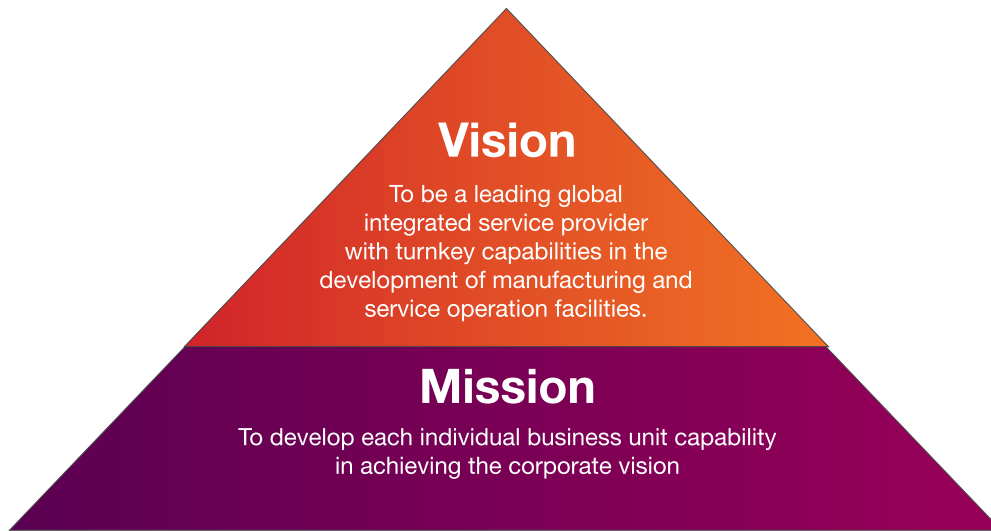 Vision
To be a leading global
integrated service provider
with turnkey capabilities in the
development of manufacturing and
service operation facilities.
Mission
To develop each individual business unit capability
in achieving the corporate vision